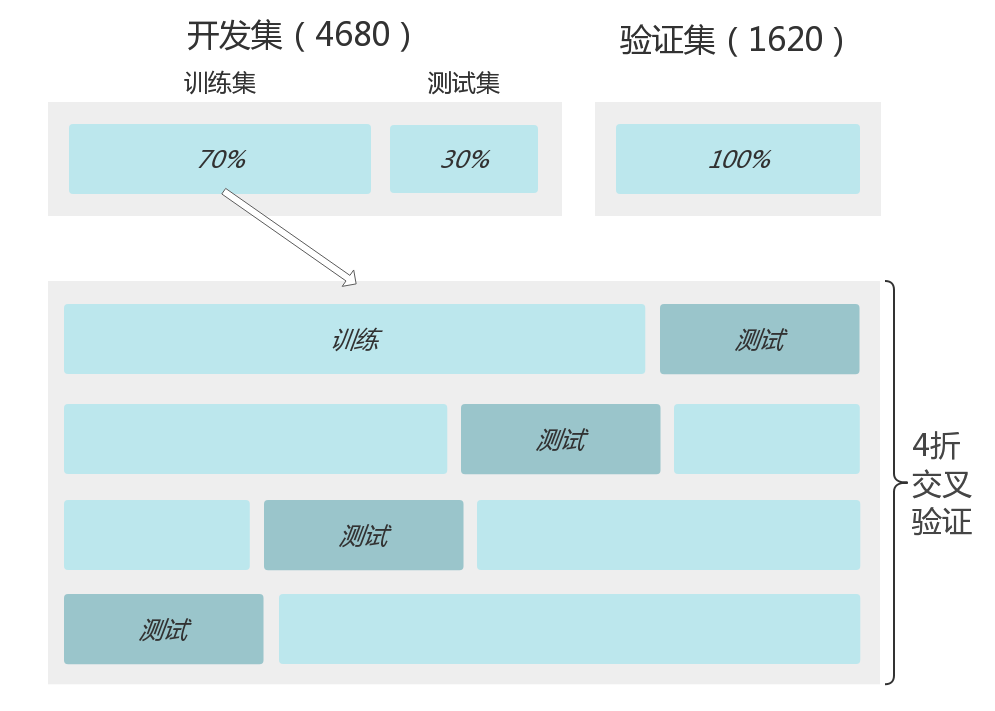 开发集（4680）
验证集（1620）
训练集
测试集
70%
30%
100%
训练
测试
测试
测试
测试
4折
交叉
验证